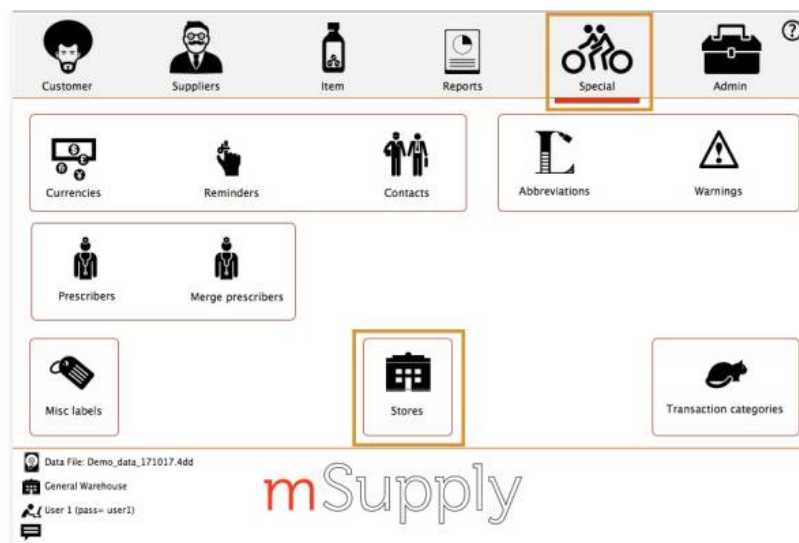 Customer Suppliers Item Reports Special Admin ?
Currencies Reminders Contacts Abbreviations Warnings
Prescribers Merge prescribers
Misc labels Stores Transaction categories
Data File: Demo_data_171017.4dd
General Warehouse
User 1 (pass= user1)
mSupply